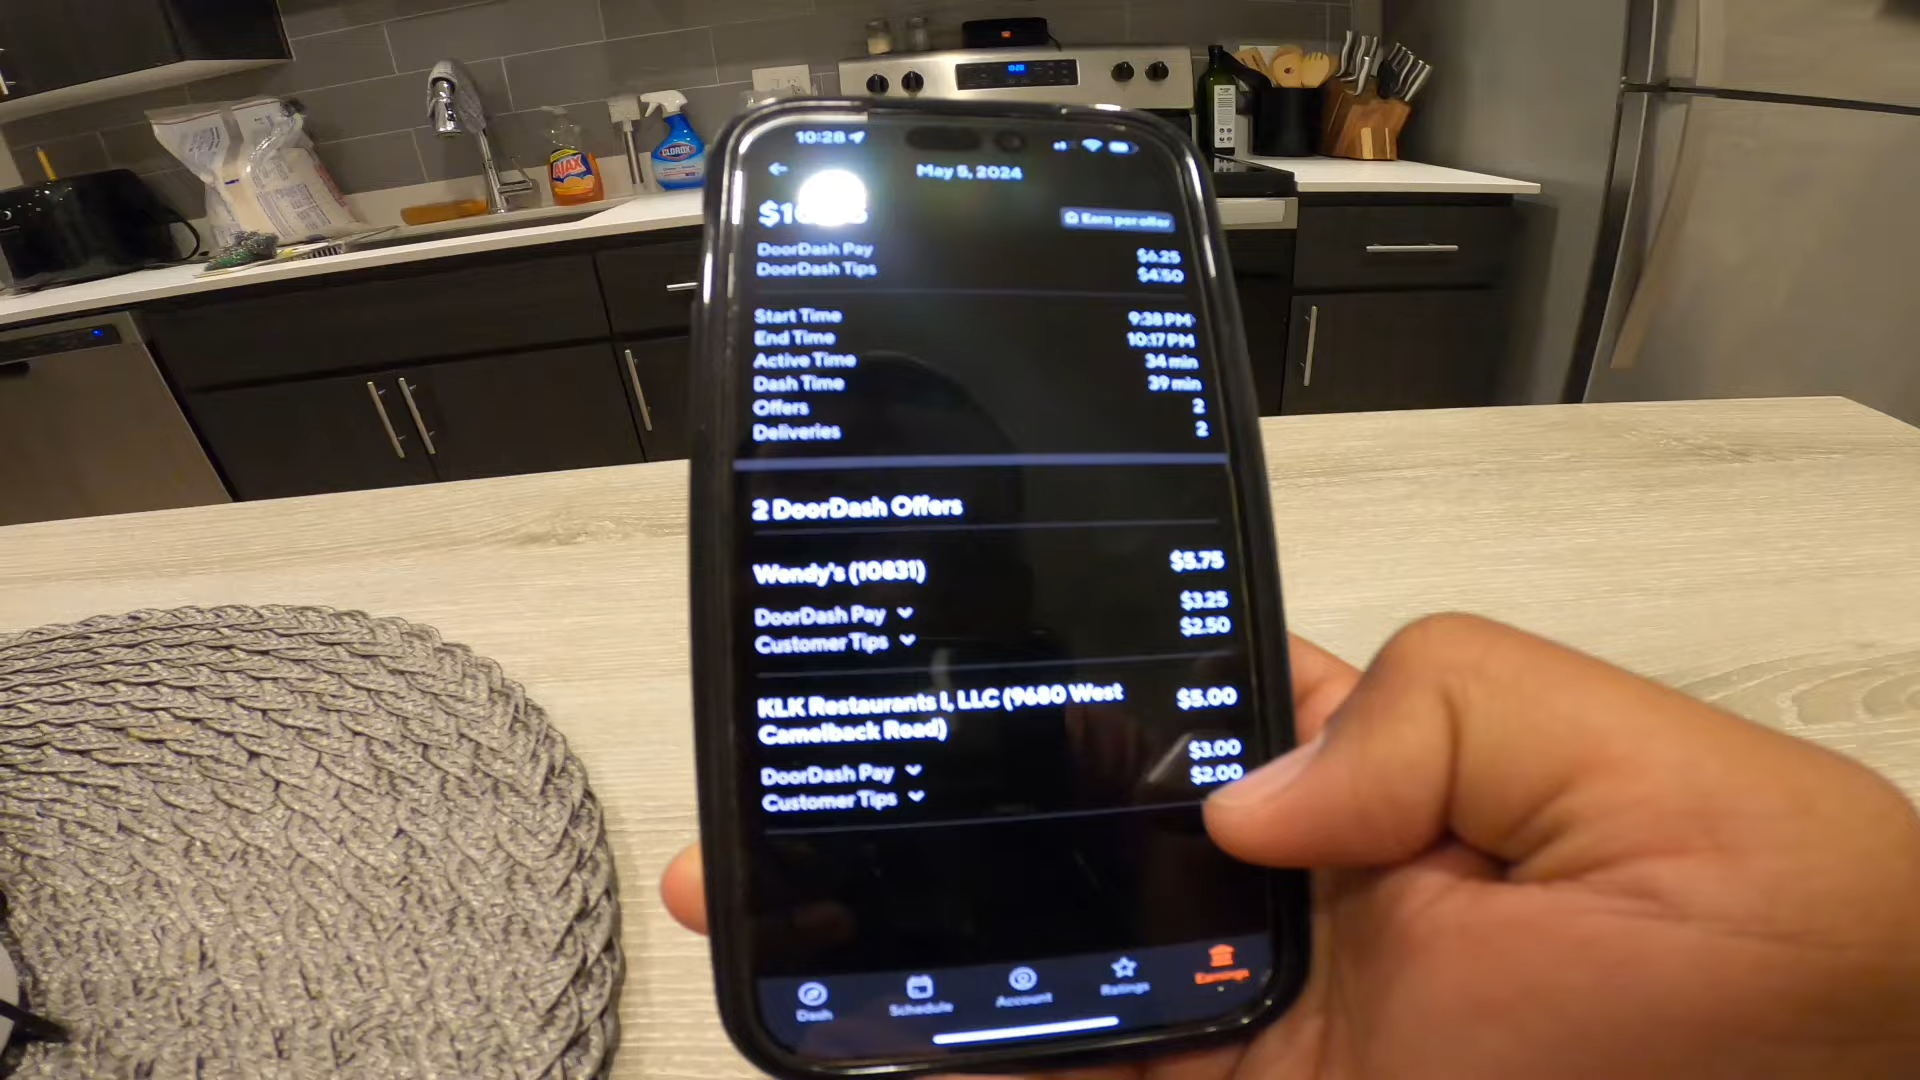 10:28
May 5, 2024
Earn per offer
DoorDash Pay $6.25
DoorDash Tips $4.50
Start Time 9:38 PM
End Time 10:17 PM
Active Time 34 min
Dash Time 39 min
Offers 2
Deliveries 2
2 DoorDash Offers
Wendy's (10831) $5.75
DoorDash Pay $3.25
Customer Tips $2.50
KLK Restaurants I, LLC (9680 West
Camelback Road) $5.00
DoorDash Pay $3.00
Customer Tips $2.00
Dash Schedule Account Ratings Earnings
AJAX
CLOROX